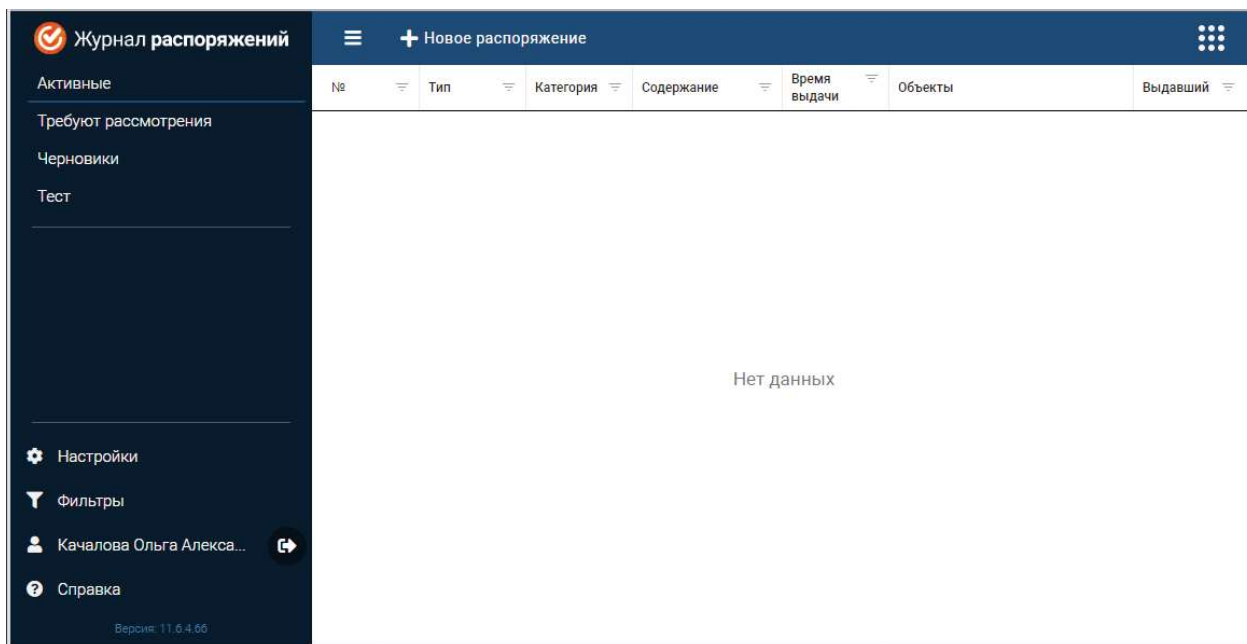 Журнал распоряжений
Новое распоряжение
Активные
Требуют рассмотрения
Черновики
Тест
№ Тип Категория Содержание Время выдачи Объекты Выдавший
Нет данных
Настройки
Фильтры
Качалова Ольга Алекса...
Справка
Версия: 11.6.4.66